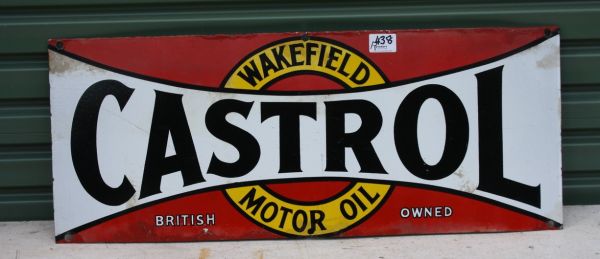 438
WAKEFIELD
CASTROL
MOTOR OIL
BRITISH OWNED